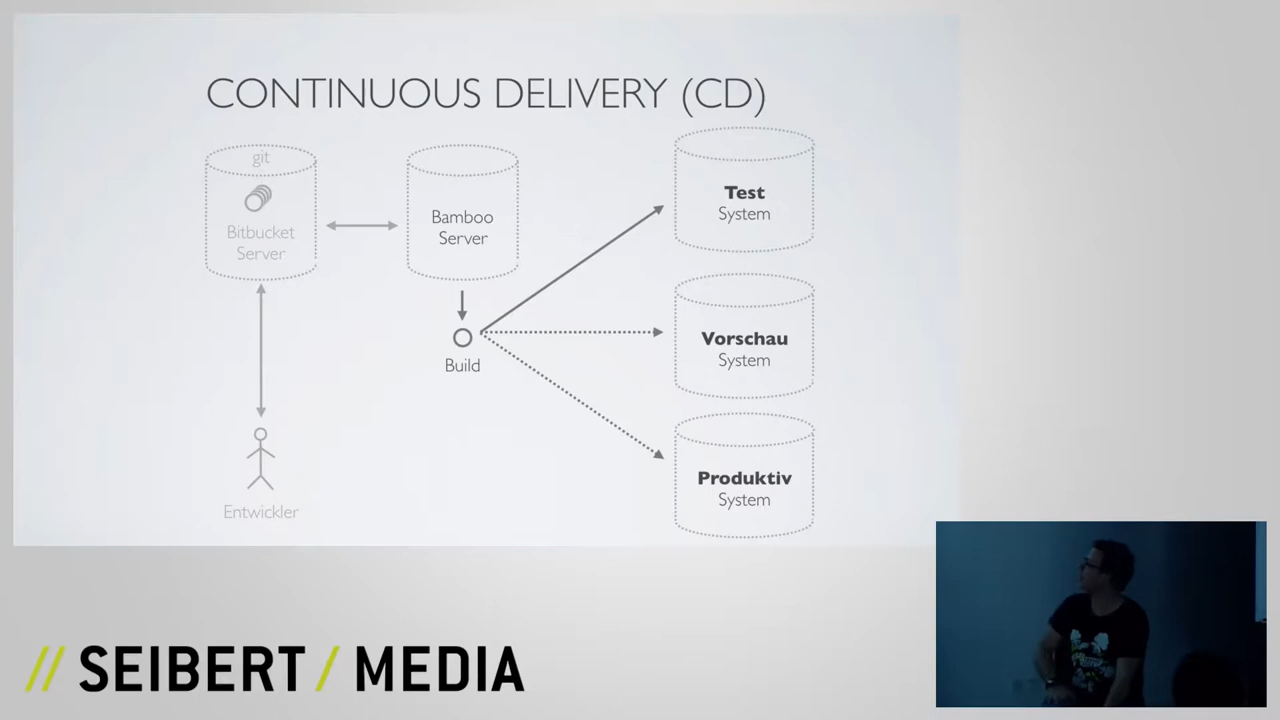 CONTINUOUS DELIVERY (CD)
git
Bitbucket
Server
Bamboo
Server
Build
Entwickler
Test
System
Vorschau
System
Produktiv
System
// SEIBERT / MEDIA